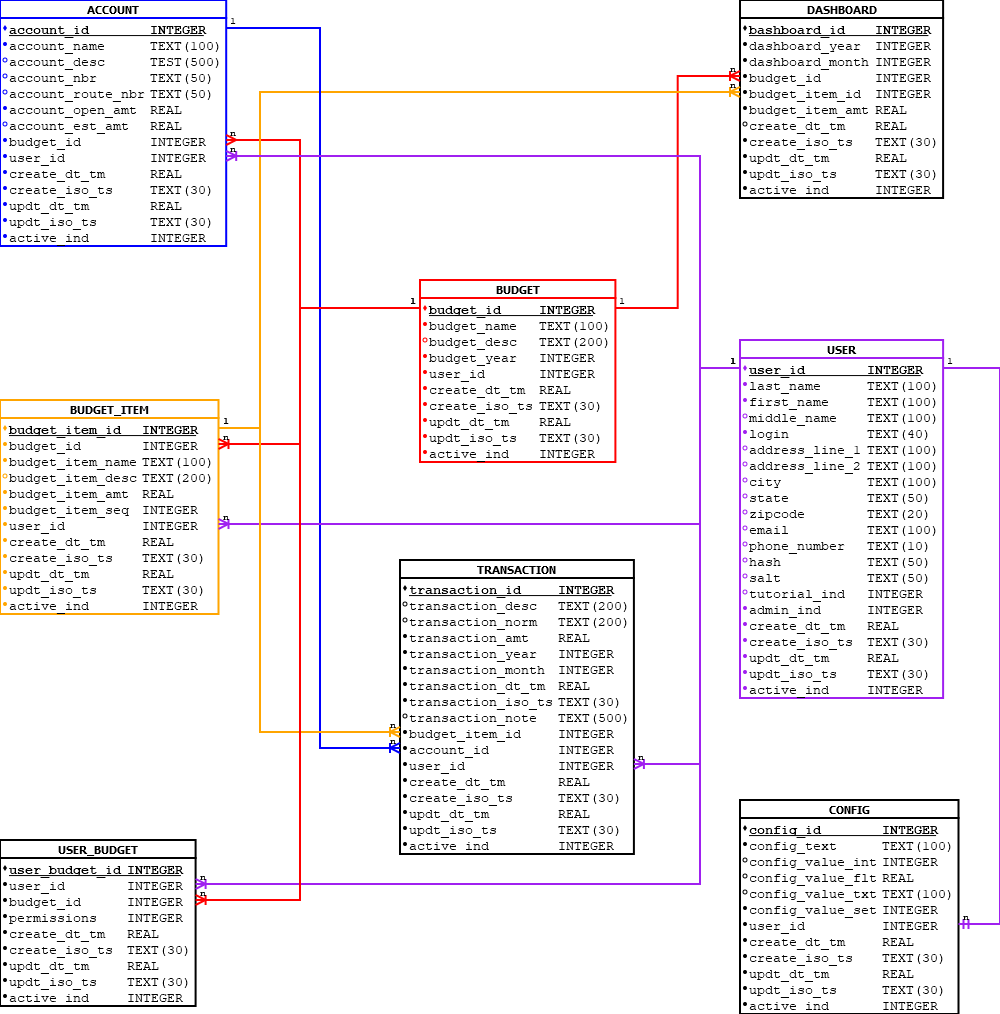 ACCOUNT
account_id INTEGER
account_name TEXT(100)
account_desc TEST(500)
account_nbr TEXT(50)
account_route_nbr TEXT(50)
account_open_amt REAL
account_est_amt REAL
budget_id INTEGER
user_id INTEGER
create_dt_tm REAL
create_iso_ts TEXT(30)
updt_dt_tm REAL
updt_iso_ts TEXT(30)
active_ind INTEGER
1
n
n
DASHBOARD
bashboard_id INTEGER
dashboard_year INTEGER
dashboard_month INTEGER
budget_id INTEGER
budget_item_id INTEGER
budget_item_amt REAL
create_dt_tm REAL
create_iso_ts TEXT(30)
updt_dt_tm REAL
updt_iso_ts TEXT(30)
active_ind INTEGER
n
n
BUDGET
budget_id INTEGER
budget_name TEXT(100)
budget_desc TEXT(200)
budget_year INTEGER
user_id INTEGER
create_dt_tm REAL
create_iso_ts TEXT(30)
updt_dt_tm REAL
updt_iso_ts TEXT(30)
active_ind INTEGER
1
1
USER
user_id INTEGER
last_name TEXT(100)
first_name TEXT(100)
middle_name TEXT(100)
login TEXT(40)
address_line_1 TEXT(100)
address_line_2 TEXT(100)
city TEXT(100)
state TEXT(50)
zipcode TEXT(20)
email TEXT(100)
phone_number TEXT(10)
hash TEXT(50)
salt TEXT(50)
tutorial_ind INTEGER
admin_ind INTEGER
create_dt_tm REAL
create_iso_ts TEXT(30)
updt_dt_tm REAL
updt_iso_ts TEXT(30)
active_ind INTEGER
1
1
BUDGET_ITEM
budget_item_id INTEGER
budget_id INTEGER
budget_item_name TEXT(100)
budget_item_desc TEXT(200)
budget_item_amt REAL
budget_item_seq INTEGER
user_id INTEGER
create_dt_tm REAL
create_iso_ts TEXT(30)
updt_dt_tm REAL
updt_iso_ts TEXT(30)
active_ind INTEGER
1
n
n
TRANSACTION
transaction_id INTEGER
transaction_desc TEXT(200)
transaction_norm TEXT(200)
transaction_amt REAL
transaction_year INTEGER
transaction_month INTEGER
transaction_dt_tm REAL
transaction_iso_ts TEXT(30)
transaction_note TEXT(500)
budget_item_id INTEGER
account_id INTEGER
user_id INTEGER
create_dt_tm REAL
create_iso_ts TEXT(30)
updt_dt_tm REAL
updt_iso_ts TEXT(30)
active_ind INTEGER
n
n
n
USER_BUDGET
user_budget_id INTEGER
user_id INTEGER
budget_id INTEGER
permissions INTEGER
create_dt_tm REAL
create_iso_ts TEXT(30)
updt_dt_tm REAL
updt_iso_ts TEXT(30)
active_ind INTEGER
n
n
CONFIG
config_id INTEGER
config_text TEXT(100)
config_value_int INTEGER
config_value_flt REAL
config_value_txt TEXT(100)
config_value_set INTEGER
user_id INTEGER
create_dt_tm REAL
create_iso_ts TEXT(30)
updt_dt_tm REAL
updt_iso_ts TEXT(30)
active_ind INTEGER
n